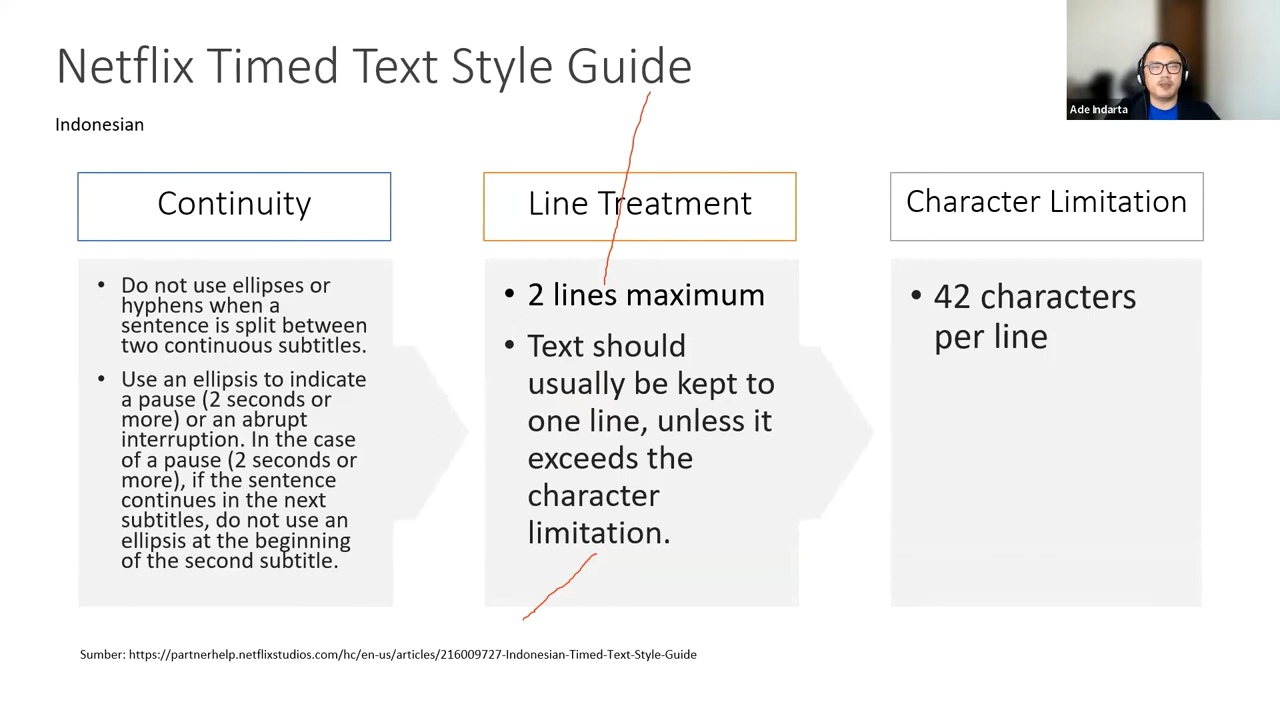 Netflix Timed Text Style Guide
Ade Indarta
Indonesian
Continuity
• Do not use ellipses or
hyphens when a
sentence is split between
two continuous subtitles.
• Use an ellipsis to indicate
a pause (2 seconds or
more) or an abrupt
interruption. In the case
of a pause (2 seconds or
more), if the sentence
continues in the next
subtitles, do not use an
ellipsis at the beginning
of the second subtitle.
Line Treatment
• 2 lines maximum
• Text should
usually be kept to
one line, unless it
exceeds the
character
limitation.
Character Limitation
• 42 characters
per line
Sumber: https://partnerhelp.netflixstudios.com/hc/en-us/articles/216009727-Indonesian-Timed-Text-Style-Guide